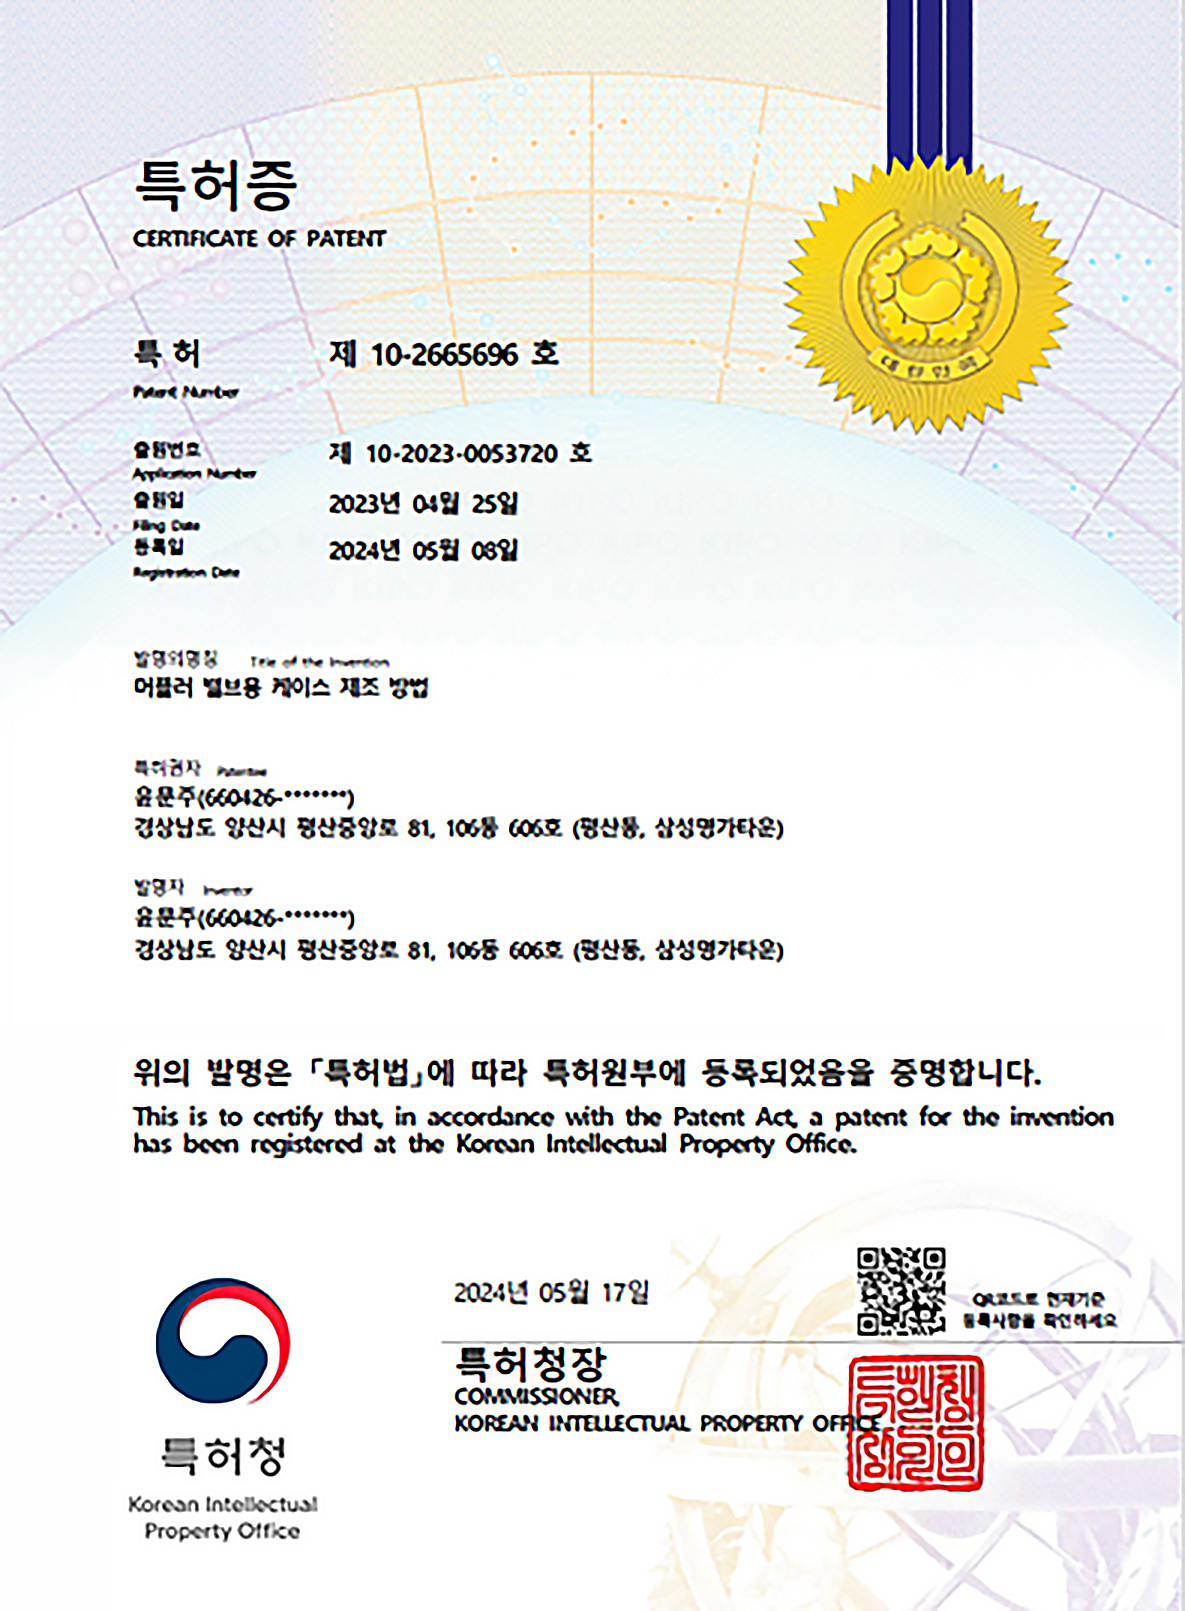 특허증
CERTIFICATE OF PATENT
특 허 제 10-2665696 호
Patent Number
출원번호 제 10-2023-0053720 호
Application Number
출원일 2023년 04월 25일
Filing Date
등록일 2024년 05월 08일
Registration Date
발명의명칭 Title of the Invention
머플러 밸브용 케이스 제조 방법
특허권자 Patentee
윤문주(660426-*******)
경상남도 양산시 평산중앙로 81, 106동 606호 (평산동, 삼성명가타운)
발명자 Inventor
윤문주(660426-*******)
경상남도 양산시 평산중앙로 81, 106동 606호 (평산동, 삼성명가타운)
위의 발명은 「특허법」에 따라 특허원부에 등록되었음을 증명합니다.
This is to certify that, in accordance with the Patent Act, a patent for the invention
has been registered at the Korean Intellectual Property Office.
2024년 05월 17일
QR코드로 현재기준
등록사항을 확인하세요
특허청장
COMMISSIONER,
KOREAN INTELLECTUAL PROPERTY OFFICE
특허청
Korean Intellectual
Property Office